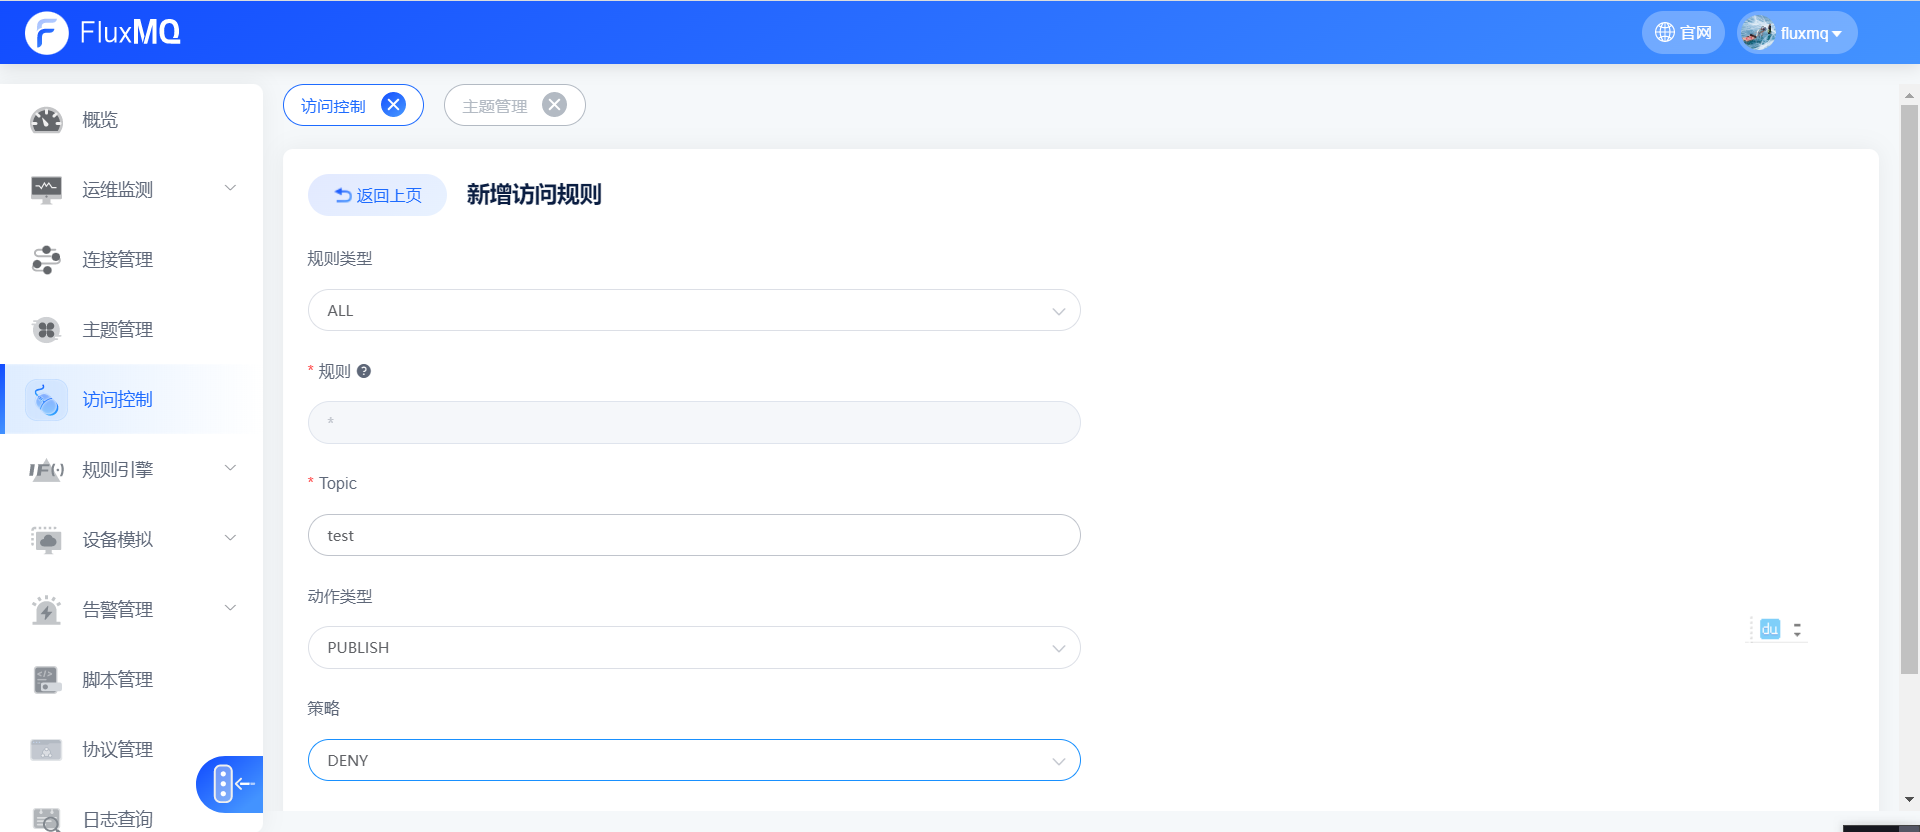 FluxMQ
官网
fluxmq
概览
运维监测
连接管理
主题管理
访问控制
规则引擎
设备模拟
告警管理
脚本管理
协议管理
日志查询
访问控制
主题管理
返回上页
新增访问规则
规则类型
ALL
* 规则
*
* Topic
test
动作类型
PUBLISH
策略
DENY
du